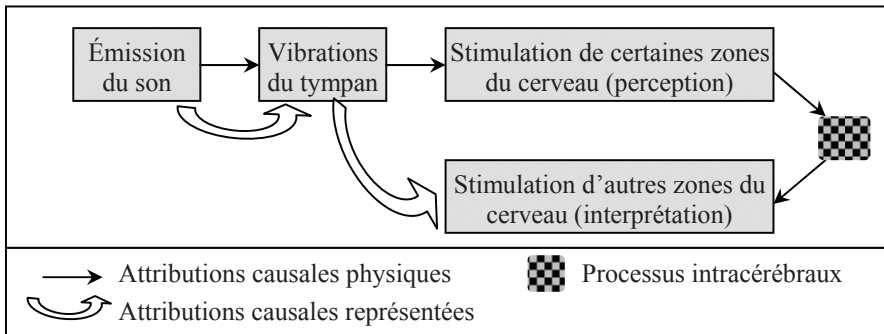 Émission
du son
Vibrations
du tympan
Stimulation de certaines zones
du cerveau (perception)
Stimulation d’autres zones du
cerveau (interprétation)
Attributions causales physiques
Processus intracérébraux
Attributions causales représentées